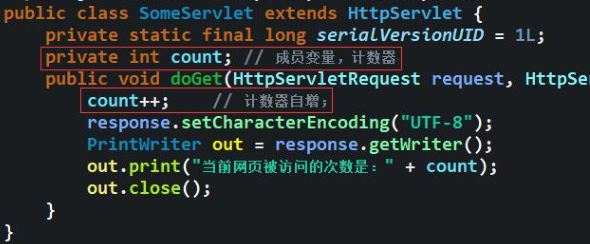 public class SomeServlet extends HttpServlet {
private static final long serialVersionUID = 1L;
private int count; // 成员变量，计数器
public void doGet(HttpServletRequest request, HttpSe
count++; // 计数器自增；
response.setCharacterEncoding("UTF-8");
PrintWriter out = response.getWriter();
out.print("当前网页被访问的次数是：" + count);
out.close();
}
}